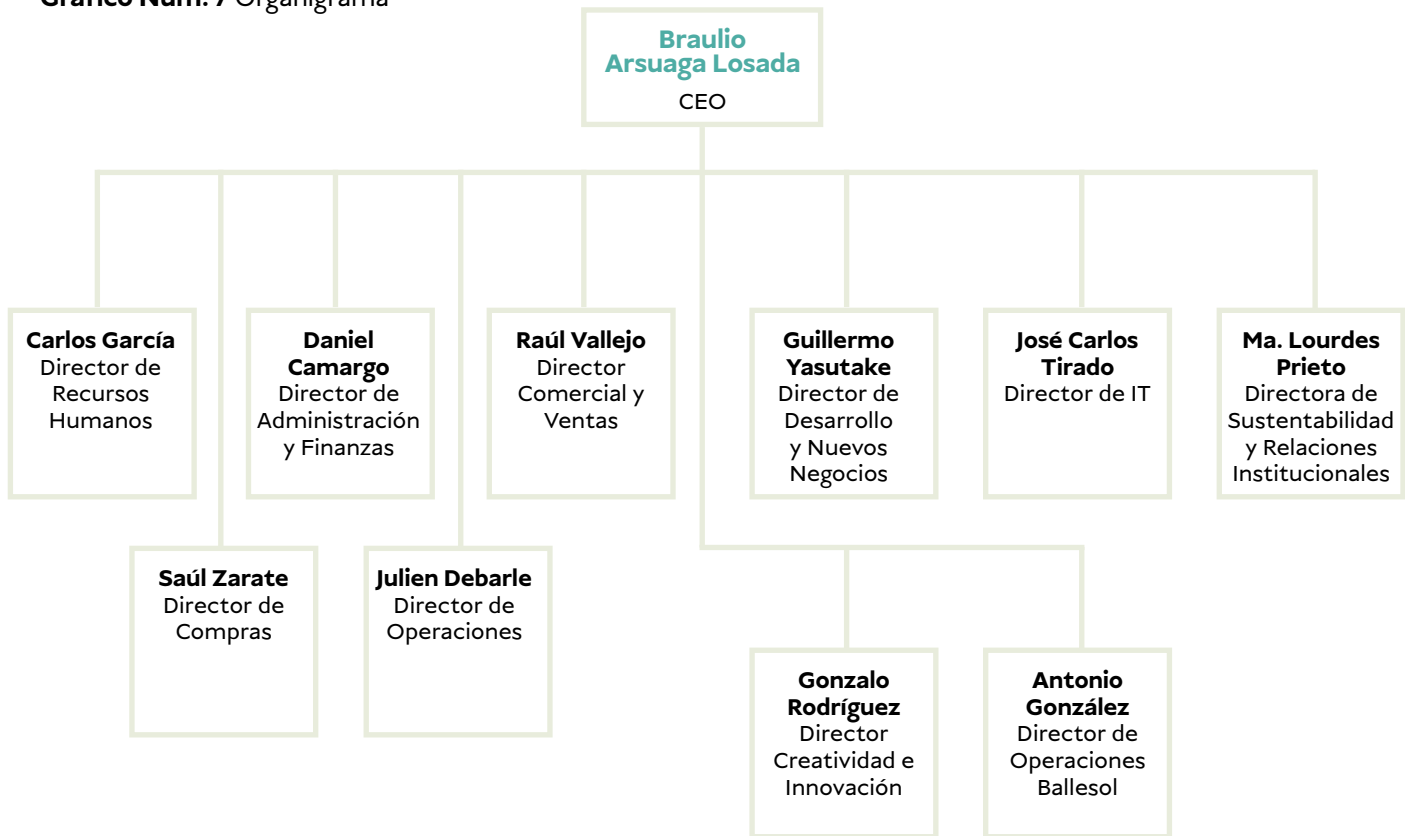 Gráfico Núm. 7 Organigrama
Braulio
Arsuaga Losada
CEO
Carlos García
Director de
Recursos
Humanos
Daniel
Camargo
Director de
Administración
y Finanzas
Raúl Vallejo
Director
Comercial y
Ventas
Guillermo
Yasutake
Director de
Desarrollo
y Nuevos
Negocios
José Carlos
Tirado
Director de IT
Ma. Lourdes
Prieto
Directora de
Sustentabilidad
y Relaciones
Institucionales
Saúl Zarate
Director de
Compras
Julien Debarle
Director de
Operaciones
Gonzalo
Rodríguez
Director
Creatividad e
Innovación
Antonio
González
Director de
Operaciones
Ballesol